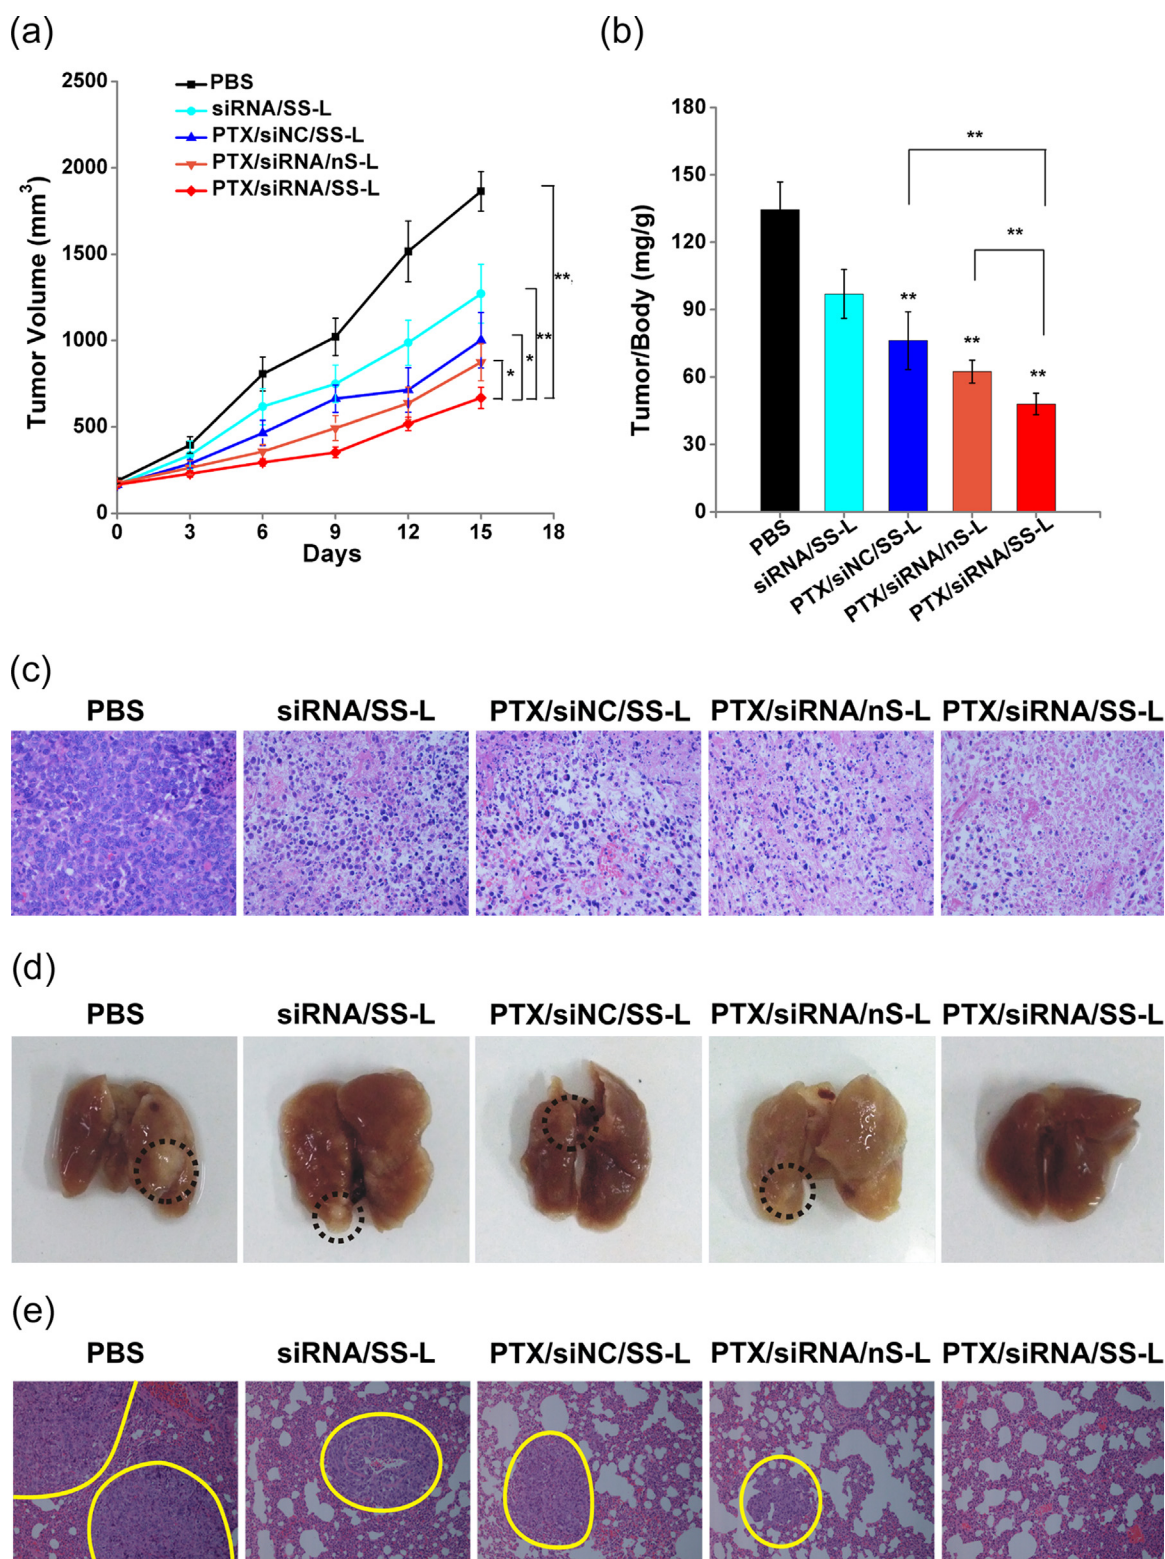 (a)
2500
2000
1500
1000
500
0
Tumor Volume (mm³)
0 3 6 9 12 15 18
Days
PBS
siRNA/SS-L
PTX/siNC/SS-L
PTX/siRNA/nS-L
PTX/siRNA/SS-L
*
*
**
**
(b)
180
150
120
90
60
30
0
Tumor/Body (mg/g)
**
**
**
**
**
PBS
siRNA/SS-L
PTX/siNC/SS-L
PTX/siRNA/nS-L
PTX/siRNA/SS-L
(c)
PBS siRNA/SS-L PTX/siNC/SS-L PTX/siRNA/nS-L PTX/siRNA/SS-L
(d)
PBS siRNA/SS-L PTX/siNC/SS-L PTX/siRNA/nS-L PTX/siRNA/SS-L
(e)
PBS siRNA/SS-L PTX/siNC/SS-L PTX/siRNA/nS-L PTX/siRNA/SS-L